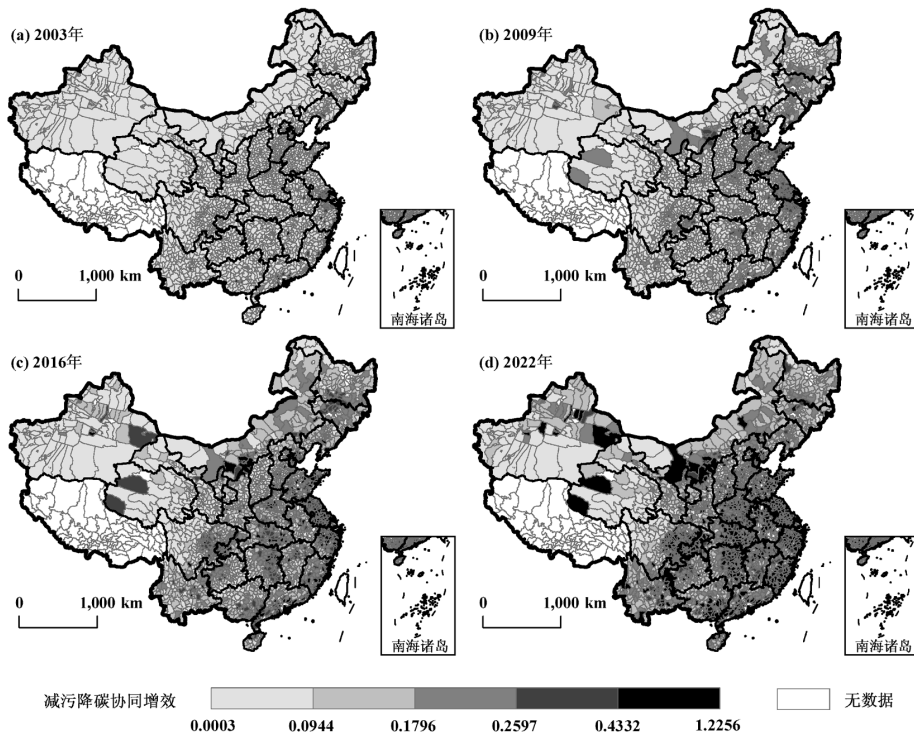 (a) 2003年
(b) 2009年
0 1,000 km
南海诸岛
0 1,000 km
南海诸岛
(c) 2016年
(d) 2022年
0 1,000 km
南海诸岛
0 1,000 km
南海诸岛
减污降碳协同增效
无数据
0.0003 0.0944 0.1796 0.2597 0.4332 1.2256